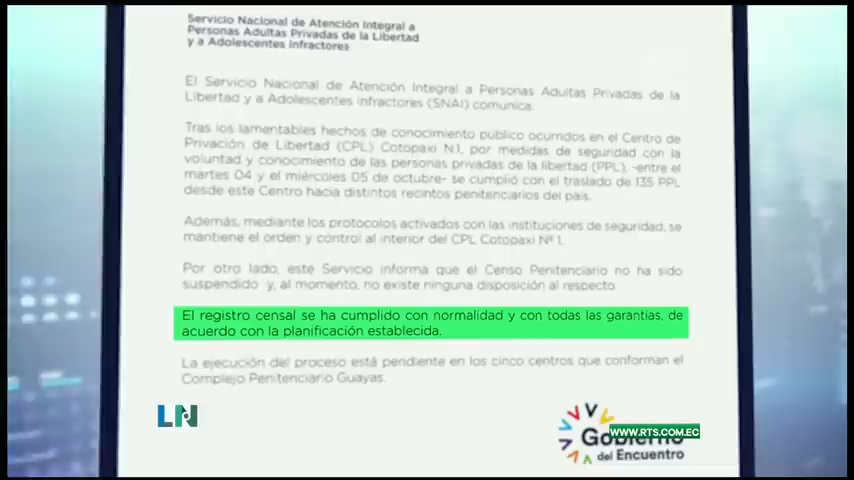 Servicio Nacional de Atención Integral a
Personas Adultas Privadas de la Libertad
y a Adolescentes Infractores
El Servicio Nacional de Atención Integral a Personas Adultas Privadas de la
Libertad y a Adolescentes Infractores (SNAI) comunica.
Tras los lamentables hechos de conocimiento público ocurridos en el Centro de
Privación de Libertad (CPL) Cotopaxi N.1, por medidas de seguridad con la
voluntad y conocimiento de las personas privadas de la libertad (PPL), -entre el
martes 04 y el miércoles 05 de octubre- se cumplió con el traslado de 135 PPL
desde este Centro hacia distintos recintos penitenciarios del país.
Además, mediante los protocolos activados con las instituciones de seguridad, se
mantiene el orden y control al interior del CPL Cotopaxi Nº 1.
Por otro lado, este Servicio informa que el Censo Penitenciario no ha sido
suspendido y, al momento, no existe ninguna disposición al respecto.
El registro censal se ha cumplido con normalidad y con todas las garantías, de
acuerdo con la planificación establecida.
La ejecución del proceso está pendiente en los cinco centros que conforman el
Complejo Penitenciario Guayas.
LN
WWW.RTS.COM.EC
Gobierno
del Encuentro